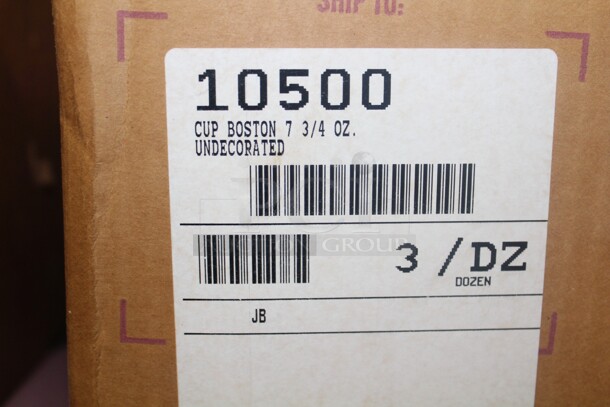 SHIP TO:
10500
CUP BOSTON 7 3/4 OZ.
UNDECORATED
GROUP
3 /DZ
DOZEN
JB